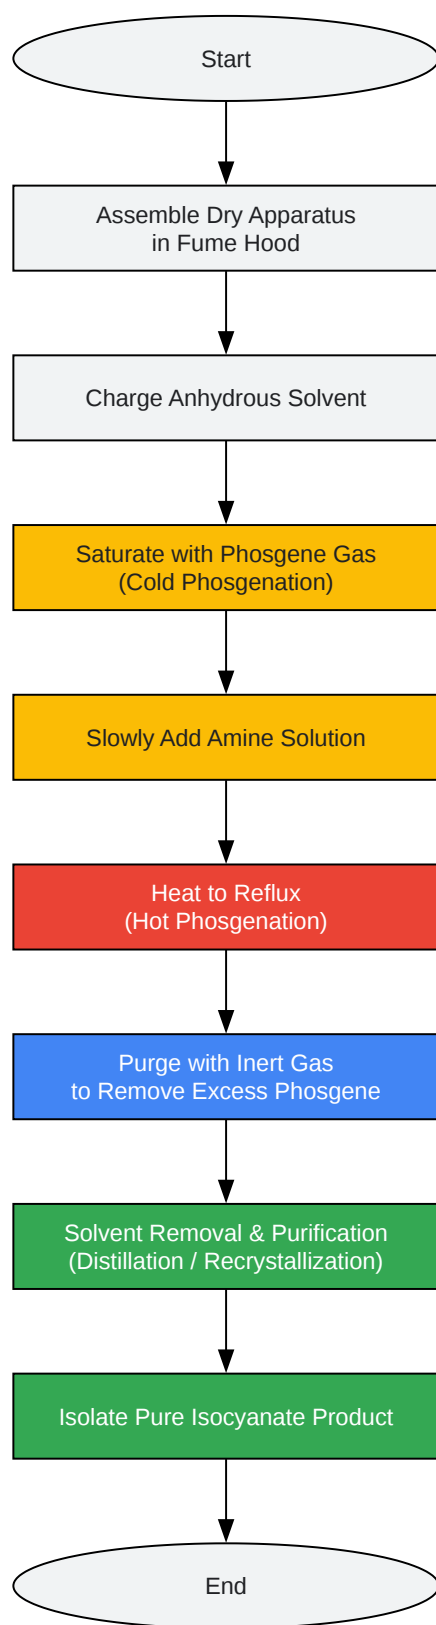 Start
Assemble Dry Apparatus
in Fume Hood
Charge Anhydrous Solvent
Saturate with Phosgene Gas
(Cold Phosgenation)
Slowly Add Amine Solution
Heat to Reflux
(Hot Phosgenation)
Purge with Inert Gas
to Remove Excess Phosgene
Solvent Removal & Purification
(Distillation / Recrystallization)
Isolate Pure Isocyanate Product
End